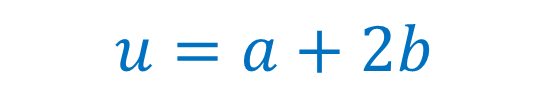 u = a + 2b